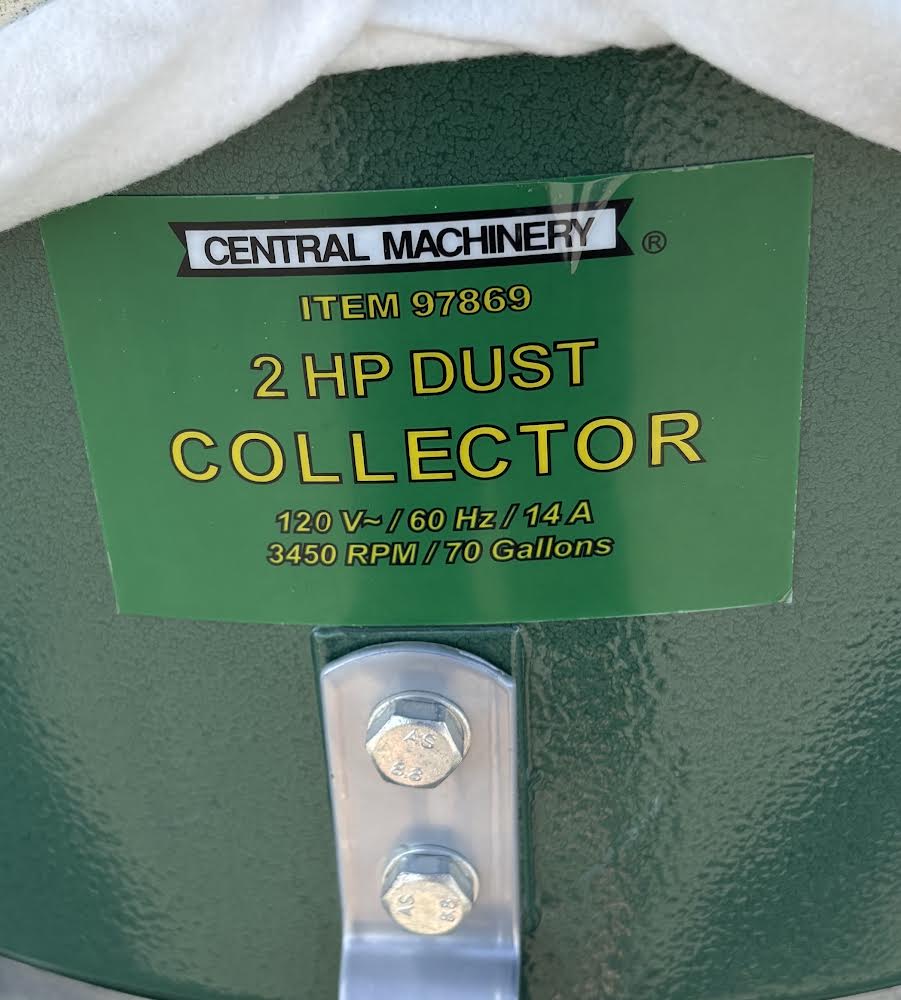 CENTRAL MACHINERY ®
ITEM 97869
2 HP DUST
COLLECTOR
120 V~ / 60 Hz / 14 A
3450 RPM / 70 Gallons
AS
8.8
AS 8.8